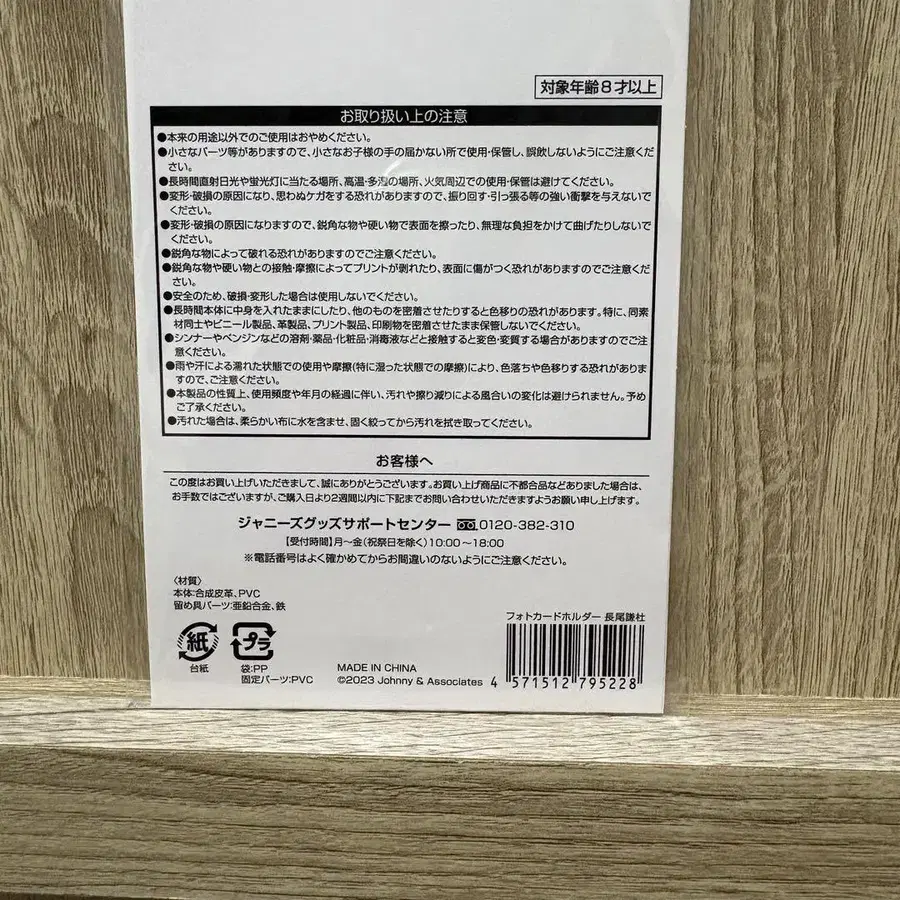 対象年齢8才以上
お取り扱い上の注意
●本来の用途以外でのご使用はおやめください。
●小さなパーツ等がありますので、小さなお子様の手の届かない所で使用・保管し、誤飲しないようにご注意くだ
さい。
●長時間直射日光や蛍光灯に当たる場所、高温・多湿の場所、火気周辺での使用・保管は避けてください。
●変形・破損の原因になり、思わぬケガをする恐れがありますので、振り回す・引っ張る等の強い衝撃を与えないで
ください。
●変形・破損の原因になりますので、鋭角な物や硬い物で表面を擦ったり、無理な負担をかけて曲げたりしないで
ください。
●鋭角な物によって破れる恐れがありますのでご注意ください。
●鋭角な物や硬い物との接触・摩擦によってプリントが剥れたり、表面に傷がつく恐れがありますのでご注意くださ
い。
●安全のため、破損・変形した場合は使用しないでください。
●長時間本体に中身を入れたままにしたり、他のものを密着させたりすると色移りの恐れがあります。特に、同素
材同士やビニール製品、革製品、プリント製品、印刷物を密着させたまま保管しないでください。
●シンナーやベンジンなどの溶剤・薬品・化粧品・消毒液などと接触すると変色・変質する場合がありますのでご注
意ください。
●雨や汗による濡れた状態での使用や摩擦(特に湿った状態での摩擦)により、色落ちや色移りする恐れがありま
すので、ご注意ください。
●本製品の性質上、使用頻度や年月の経過に伴い、汚れや擦り減りによる風合いの変化は避けられません。予め
ご了承ください。
●汚れた場合は、柔らかい布に水を含ませ、固く絞ってから汚れを拭き取ってください。
お客様へ
この度はお買い上げいただきまして、誠にありがとうございます。お買い上げ商品に不都合品などありました場合は、
お手数ではございますが、ご購入日より2週間以内に下記までお問い合わせいただきますようお願い申し上げます。
ジャニーズグッズサポートセンター 0120-382-310
【受付時間】月〜金(祝祭日を除く)10:00〜18:00
※電話番号はよく確かめてからお間違いのないようにご注意ください。
〈材質〉
本体:合成皮革、PVC
留め具パーツ:亜鉛合金、鉄
フォトカードホルダー 長尾謙杜
紙 プラ
台紙 袋:PP
固定パーツ:PVC
MADE IN CHINA
©2023 Johnny & Associates
4 571512 795228